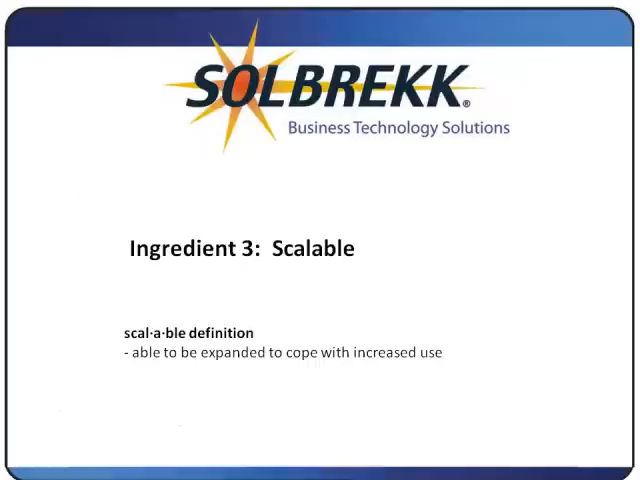 SOLBREKK®
Business Technology Solutions
Ingredient 3:  Scalable
scal·a·ble definition
- able to be expanded to cope with increased use